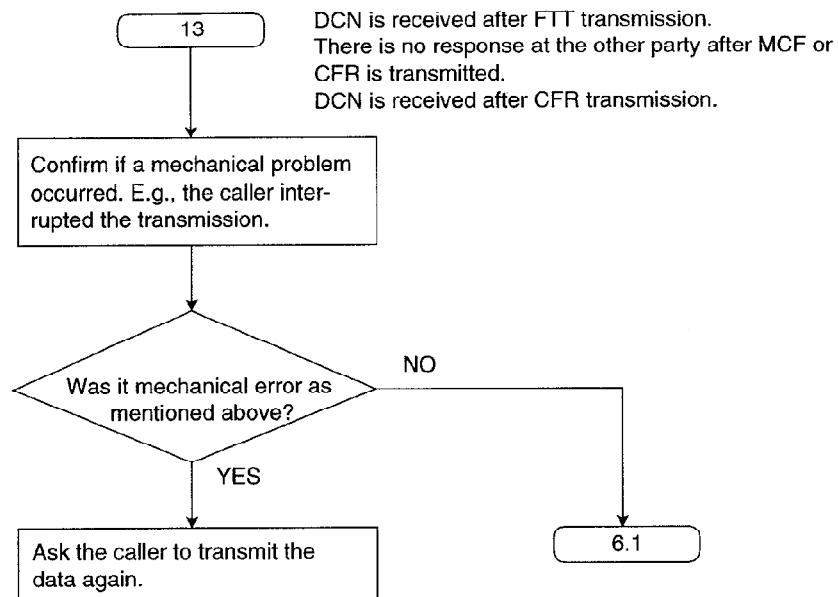 13
DCN is received after FTT transmission.
There is no response at the other party after MCF or
CFR is transmitted.
DCN is received after CFR transmission.
Confirm if a mechanical problem
occurred. E.g., the caller inter-
rupted the transmission.
Was it mechanical error as
mentioned above?
NO
YES
Ask the caller to transmit the
data again.
6.1